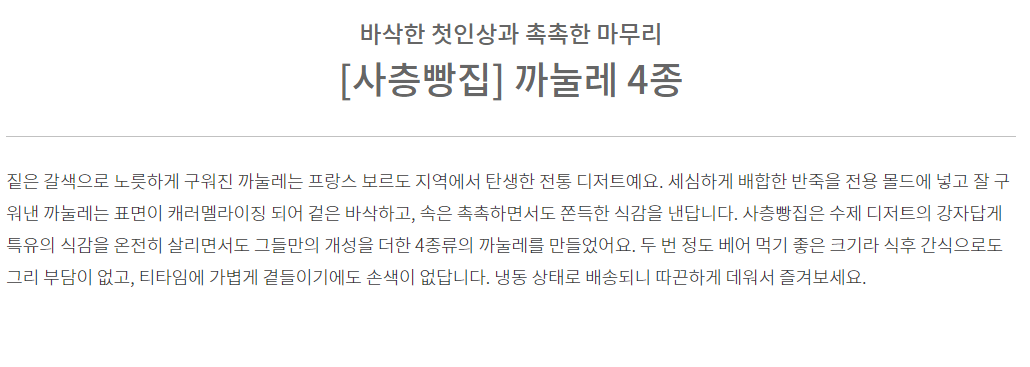 바삭한 첫인상과 촉촉한 마무리
[사층빵집] 까눌레 4종
짙은 갈색으로 노릇하게 구워진 까눌레는 프랑스 보르도 지역에서 탄생한 전통 디저트예요. 세심하게 배합한 반죽을 전용 몰드에 넣고 잘 구
워낸 까눌레는 표면이 캐러멜라이징 되어 겉은 바삭하고, 속은 촉촉하면서도 쫀득한 식감을 낸답니다. 사층빵집은 수제 디저트의 강자답게
특유의 식감을 온전히 살리면서도 그들만의 개성을 더한 4종류의 까눌레를 만들었어요. 두 번 정도 베어 먹기 좋은 크기라 식후 간식으로도
그리 부담이 없고, 티타임에 가볍게 곁들이기에도 손색이 없답니다. 냉동 상태로 배송되니 따끈하게 데워서 즐겨보세요.